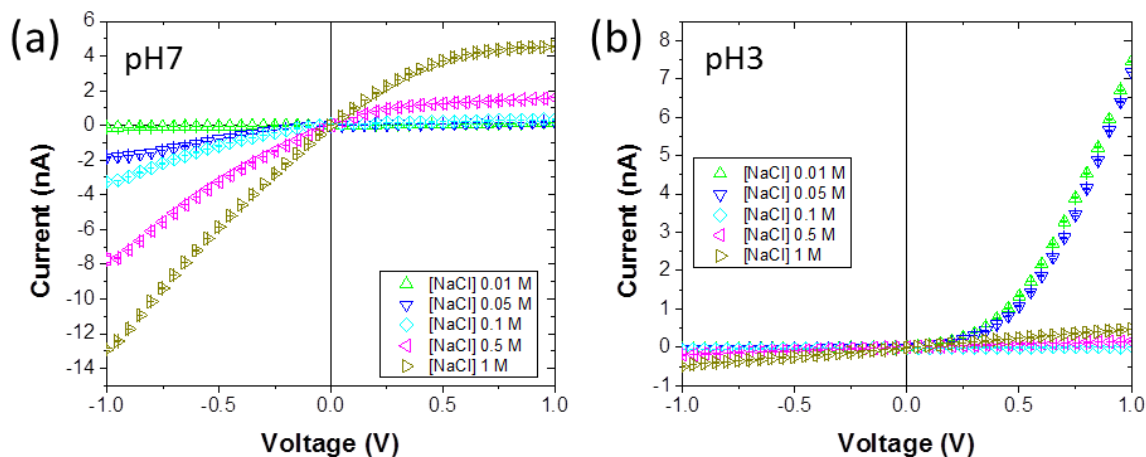 (a)
pH7
Current (nA)
6
4
2
0
-2
-4
-6
-8
-10
-12
-14
[NaCl] 0.01 M
[NaCl] 0.05 M
[NaCl] 0.1 M
[NaCl] 0.5 M
[NaCl] 1 M
-1.0
-0.5
0.0
0.5
1.0
Voltage (V)
(b)
pH3
Current (nA)
8
7
6
5
4
3
2
1
0
-1
[NaCl] 0.01 M
[NaCl] 0.05 M
[NaCl] 0.1 M
[NaCl] 0.5 M
[NaCl] 1 M
-1.0
-0.5
0.0
0.5
1.0
Voltage (V)